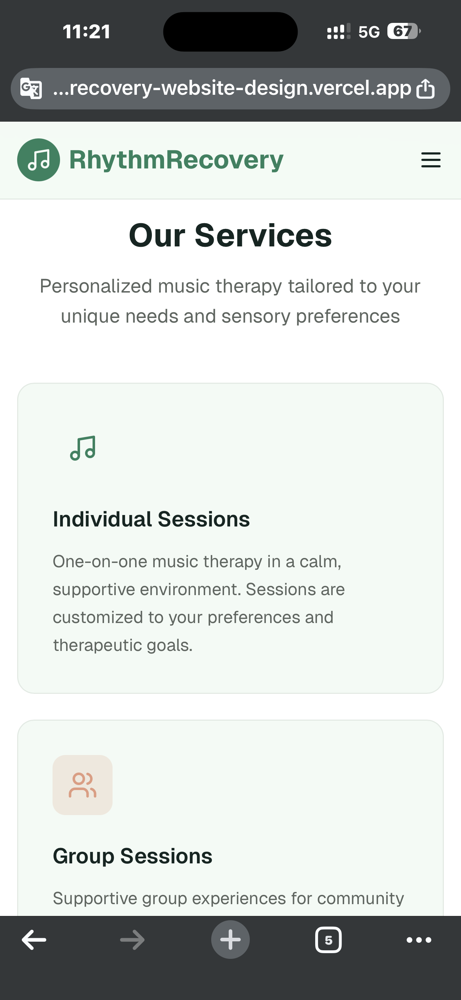 11:21
5G
67
...recovery-website-design.vercel.app
RhythmRecovery
Our Services
Personalized music therapy tailored to your
unique needs and sensory preferences
Individual Sessions
One-on-one music therapy in a calm,
supportive environment. Sessions are
customized to your preferences and
therapeutic goals.
Group Sessions
Supportive group experiences for community
5